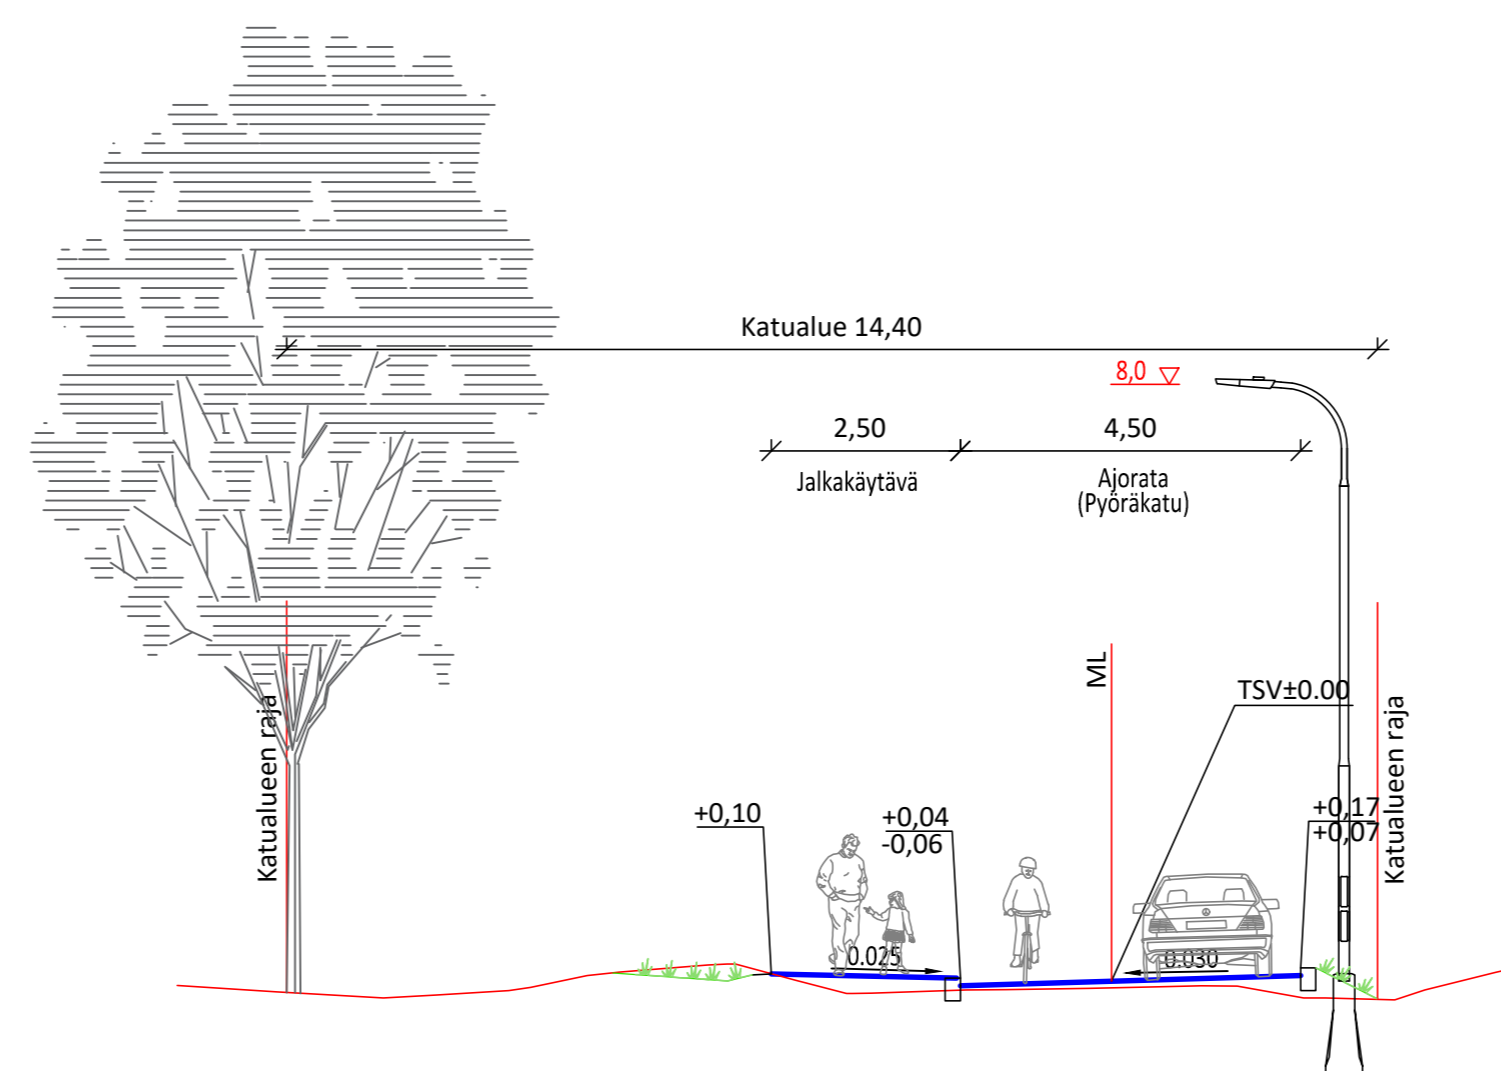 Katualue 14,40
8,0
2,50
4,50
Jalkakäytävä
Ajorata
(Pyöräkatu)
ML
TSV±0.00
Katualueen raja
Katualueen raja
+0,10
+0,04
-0,06
+0,17
+0,07
0.025
0.030